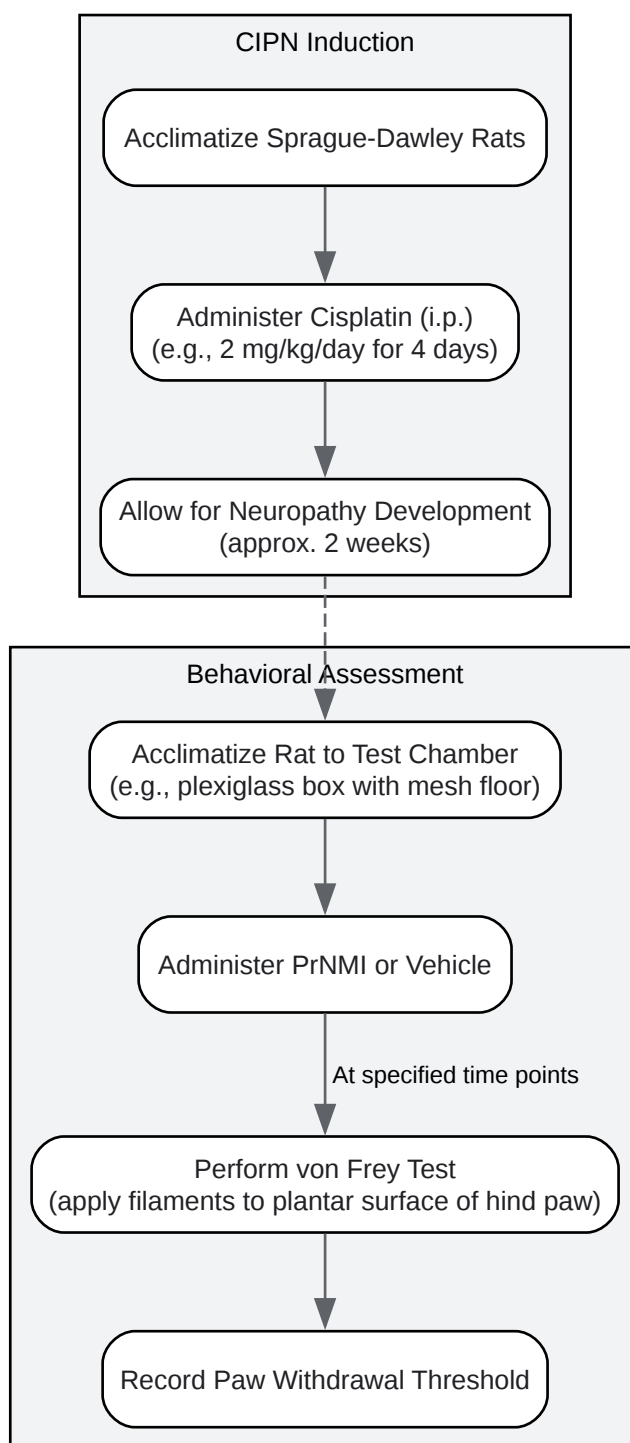 CIPN Induction
Acclimatize Sprague-Dawley Rats
Administer Cisplatin (i.p.)
(e.g., 2 mg/kg/day for 4 days)
Allow for Neuropathy Development
(approx. 2 weeks)
Behavioral Assessment
Acclimatize Rat to Test Chamber
(e.g., plexiglass box with mesh floor)
Administer PrNMI or Vehicle
At specified time points
Perform von Frey Test
(apply filaments to plantar surface of hind paw)
Record Paw Withdrawal Threshold